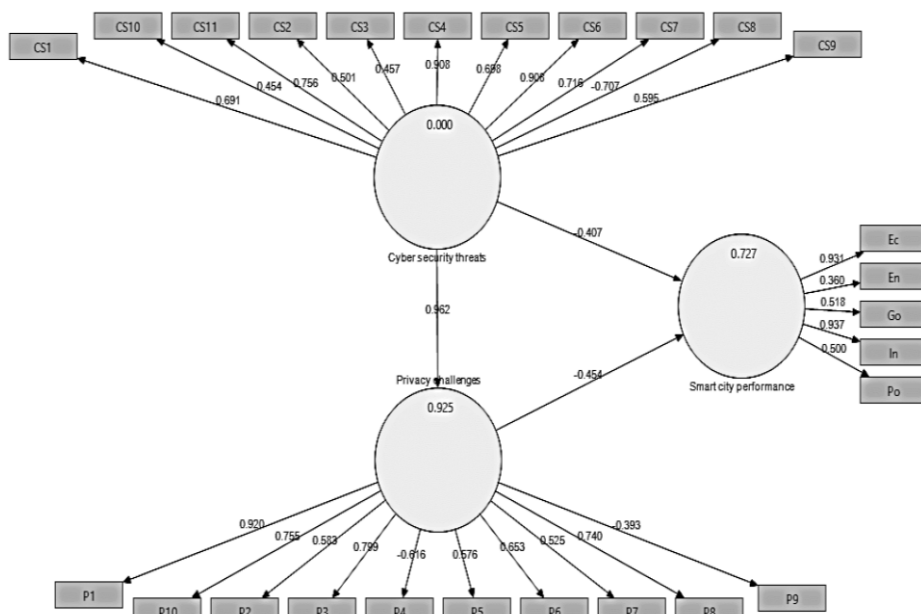 CS1
CS10
CS11
CS2
CS3
CS4
CS5
CS6
CS7
CS8
CS9
0.691
0.454
0.756
0.501
0.457
0.908
0.698
0.908
0.716
-0.707
0.595
0.000
Cyber security threats
-0.407
0.962
0.727
Smart city performance
0.931
0.360
0.518
0.937
0.500
Ec
En
Go
In
Po
Privacy challenges
-0.454
0.925
0.920
0.755
0.583
0.799
-0.616
0.576
0.653
0.525
0.740
-0.393
P1
P10
P2
P3
P4
P5
P6
P7
P8
P9